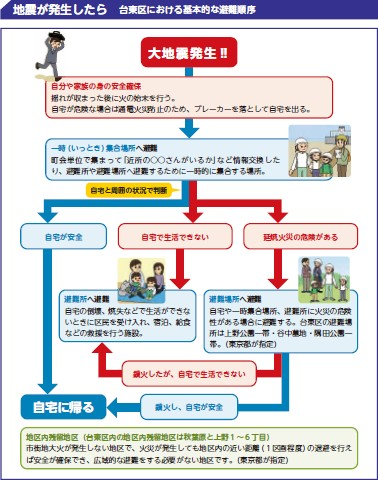 地震が発生したら 台東区における基本的な避難順序
大地震発生!!
自分や家族の身の安全確保
揺れが収まった後に火の始末を行う。
自宅が危険な場合は通電火災防止のため、ブレーカーを落として自宅を出る。
一時(いっとき)集合場所へ避難
町会単位で集まって「近所の〇〇さんがいるか」など情報交換し
たり、避難所や避難場所へ避難するために一時的に集合する場所。
自宅と周囲の状況で判断
自宅が安全
自宅で生活できない
延焼火災の危険がある
避難所へ避難
自宅の倒壊、焼失などで生活ができな
いときに区民を受け入れ、宿泊、給食
などの救援を行う施設。
避難場所へ避難
自宅や一時集合場所、避難所に火災の危険
性がある場合に避難する。台東区の避難場
所は上野公園一帯・谷中墓地・隅田公園一
帯。(東京都が指定)
鎮火したが、自宅で生活できない
自宅に帰る
鎮火し、自宅が安全
地区内残留地区(台東区内の地区内残留地区は秋葉原と上野1～6丁目)
市街地大火が発生しない地区で、火災が発生しても地区内の近い距離(1区画程度)の退避を行え
ば安全が確保でき、広域的な避難をする必要がない地区です。(東京都が指定)